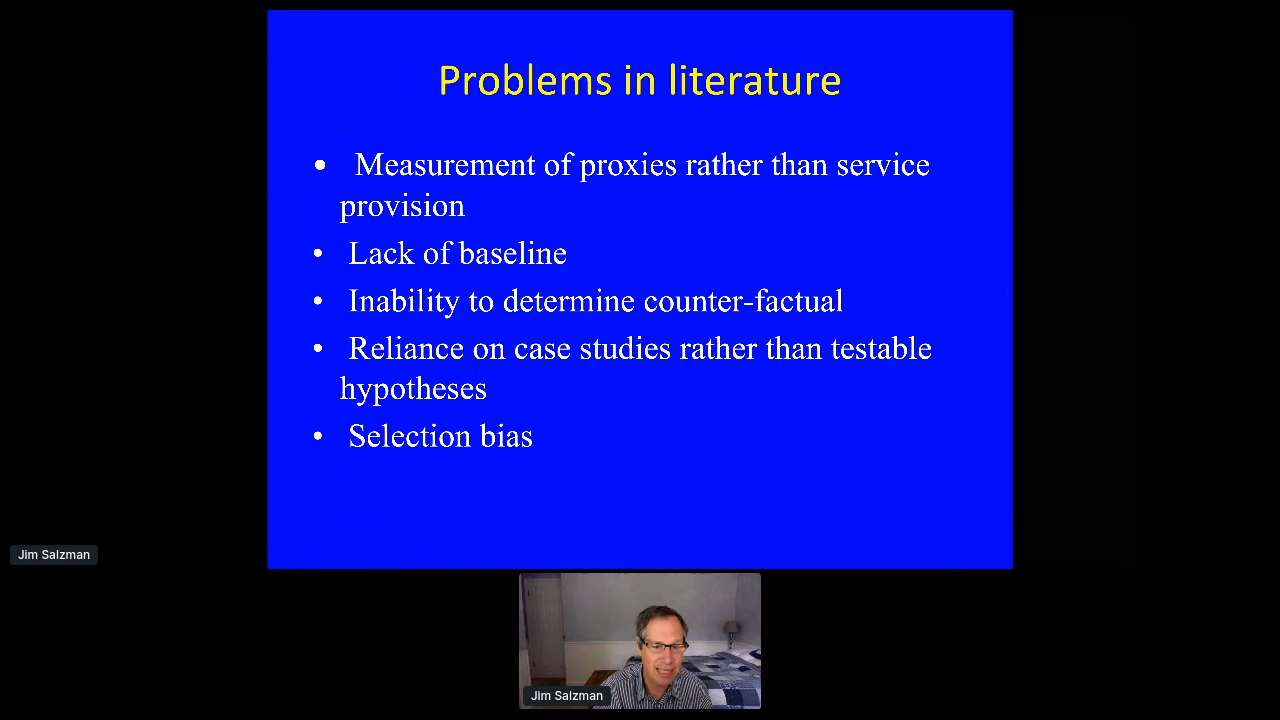 Problems in literature
• Measurement of proxies rather than service
provision
• Lack of baseline
• Inability to determine counter-factual
• Reliance on case studies rather than testable
hypotheses
• Selection bias
Jim Salzman
Jim Salzman